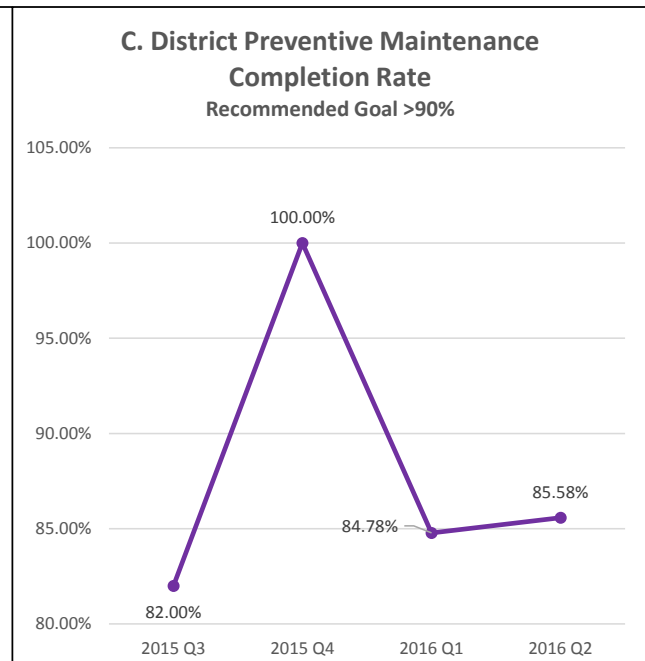 C. District Preventive Maintenance
Completion Rate
Recommended Goal >90%
105.00%
100.00%
95.00%
90.00%
85.00%
80.00%
82.00%
100.00%
84.78%
85.58%
2015 Q3
2015 Q4
2016 Q1
2016 Q2